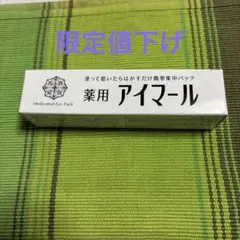 限定値下げ
塗って乾いたらはがすだけ簡単集中パック
薬用 アイマール
Medicated Eye Pack